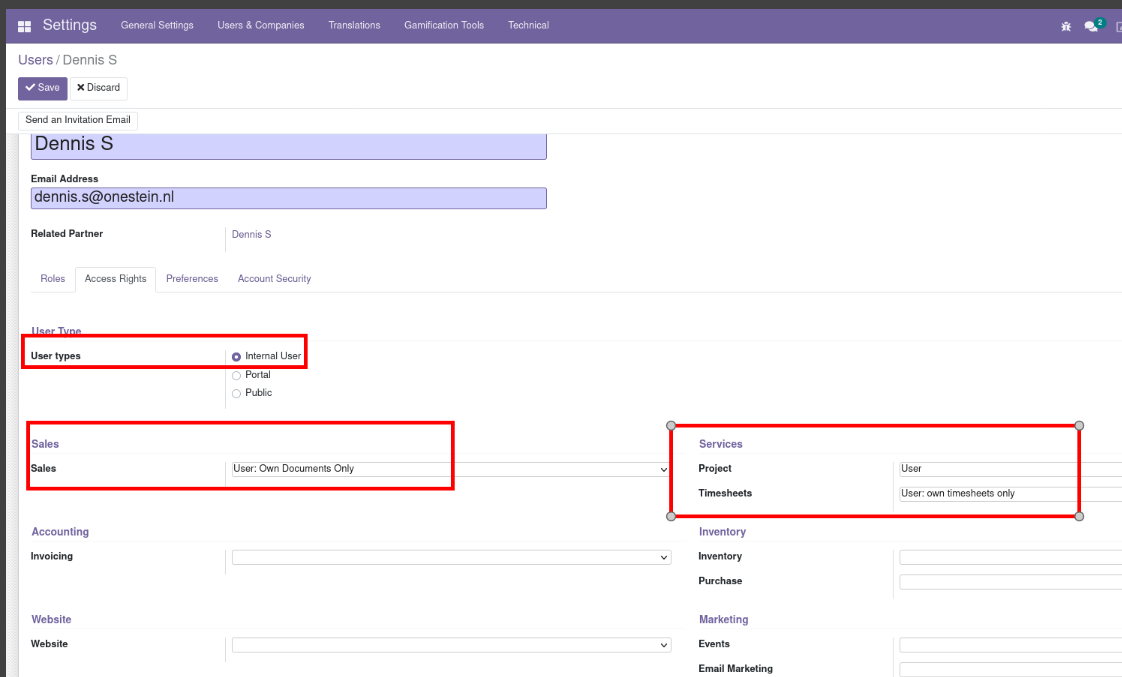 Settings General Settings Users & Companies Translations Gamification Tools Technical 2
Users / Dennis S
Save Discard
Send an Invitation Email
Dennis S
Email Address
dennis.s@onestein.nl
Related Partner Dennis S
Roles Access Rights Preferences Account Security
User Type
User types Internal User
Portal
Public
Sales Services
Sales User: Own Documents Only Project User
Timesheets User: own timesheets only
Accounting Inventory
Invoicing Inventory
Purchase
Website Marketing
Website Events
Email Marketing